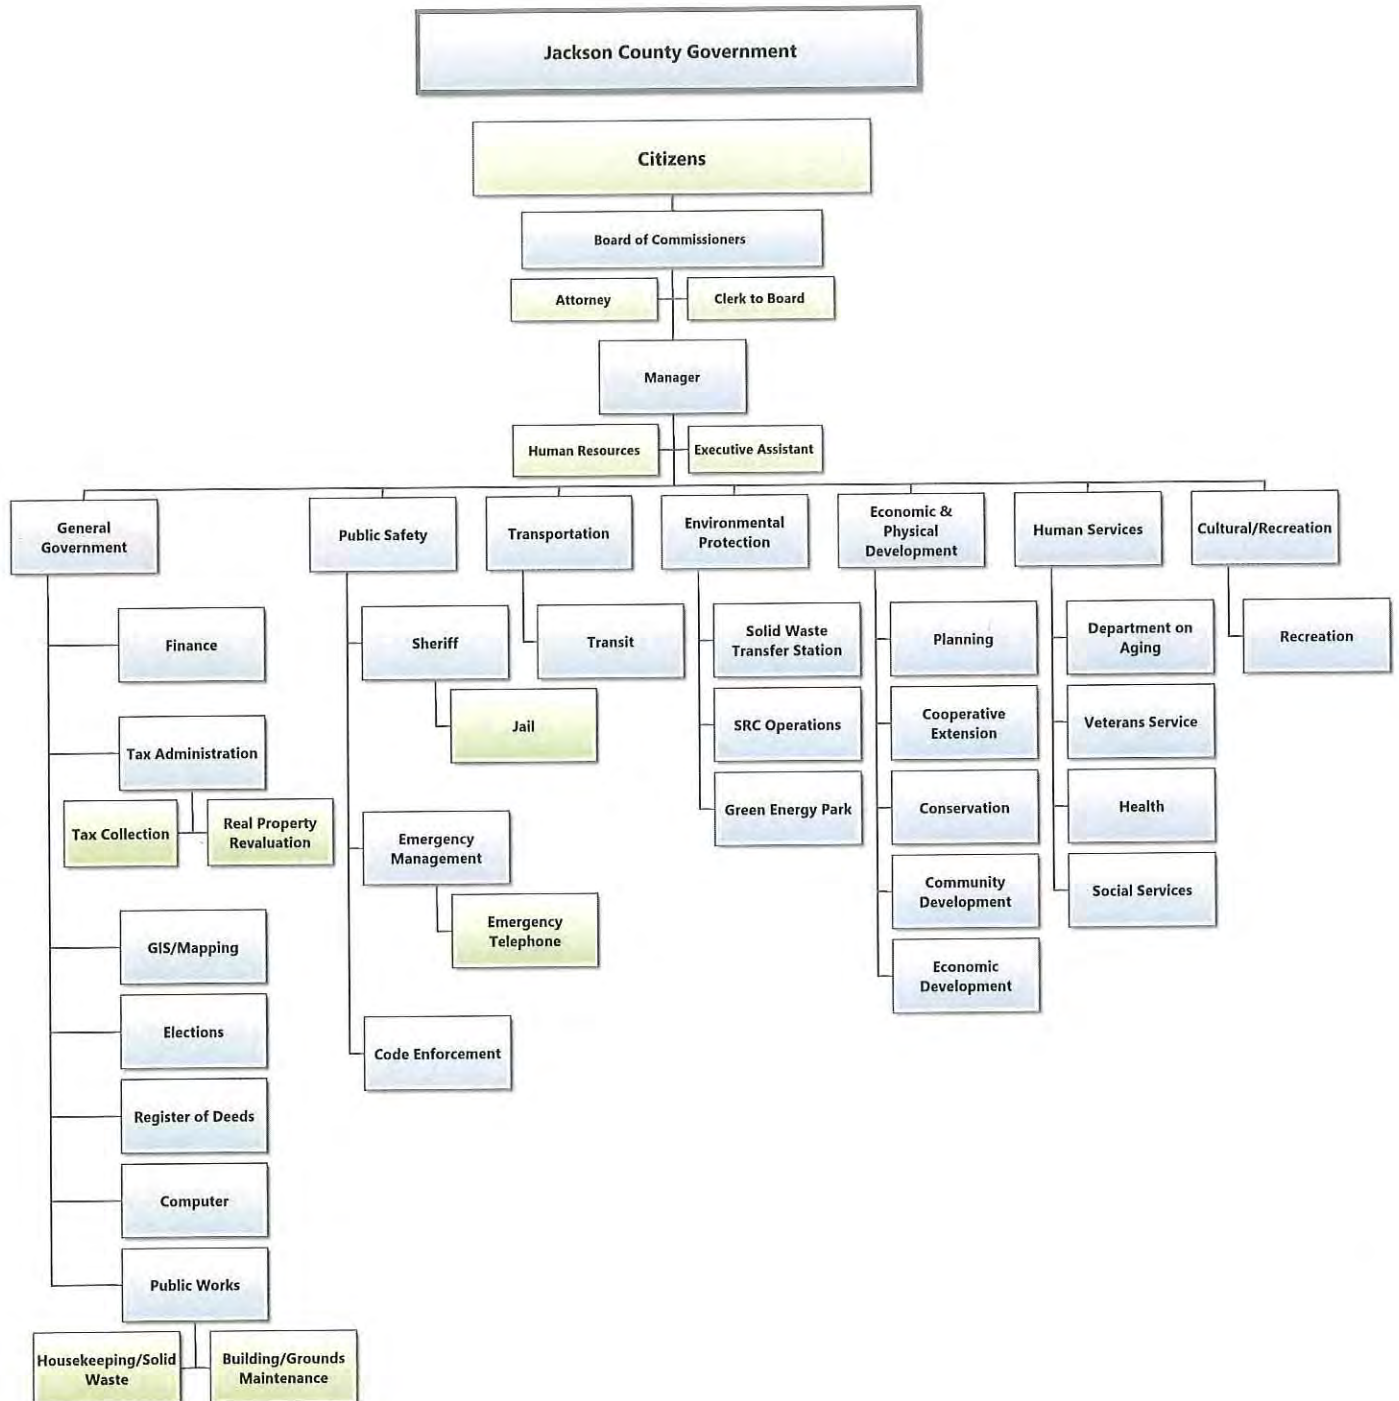 Jackson County Government
Citizens
Board of Commissioners
Attorney
Clerk to Board
Manager
Human Resources
Executive Assistant
General
Government
Public Safety
Transportation
Environmental
Protection
Economic &
Physical
Development
Human Services
Cultural/Recreation
Finance
Tax Administration
Tax Collection
Real Property
Revaluation
GIS/Mapping
Elections
Register of Deeds
Computer
Public Works
Housekeeping/Solid
Waste
Building/Grounds
Maintenance
Sheriff
Jail
Emergency
Management
Emergency
Telephone
Code Enforcement
Transit
Solid Waste
Transfer Station
SRC Operations
Green Energy Park
Planning
Cooperative
Extension
Conservation
Community
Development
Economic
Development
Department on
Aging
Veterans Service
Health
Social Services
Recreation